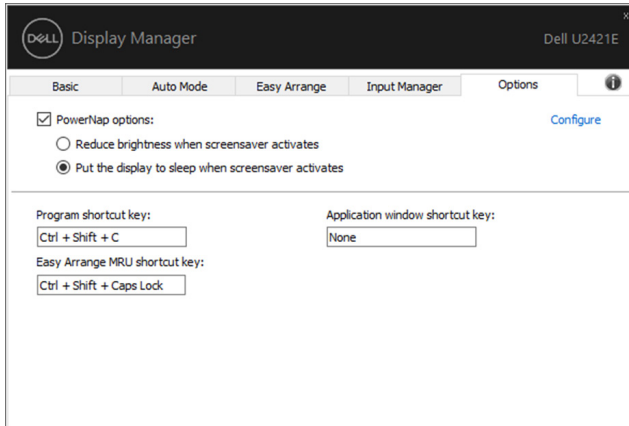 DELL Display Manager
Dell U2421E
Basic Auto Mode Easy Arrange Input Manager Options
PowerNap options:
Configure
Reduce brightness when screensaver activates
Put the display to sleep when screensaver activates
Program shortcut key:
Application window shortcut key:
Ctrl + Shift + C
None
Easy Arrange MRU shortcut key:
Ctrl + Shift + Caps Lock